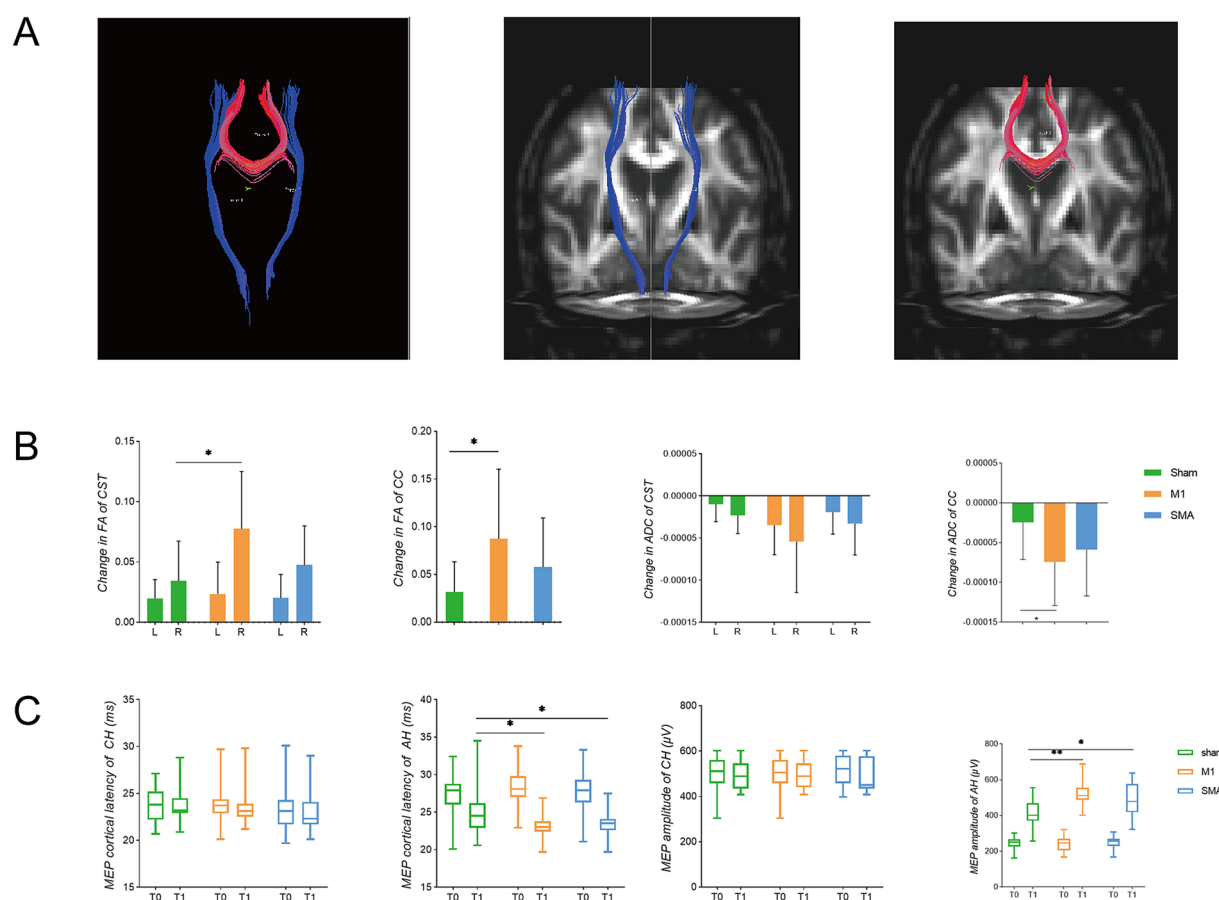 A
B
Change in FA of CST
0.15
0.10
0.05
0.00
*
L R L R L R
Change in FA of CC
0.20
0.15
0.10
0.05
0.00
*
Change in ADC of CST
0.00005
0.00000
-0.00005
-0.00010
-0.00015
L R L R L R
Change in ADC of CC
0.00005
0.00000
-0.00005
-0.00010
-0.00015
*
Sham
M1
SMA
C
MEP cortical latency of CH (ms)
35
30
25
20
15
T0 T1 T0 T1 T0 T1
MEP cortical latency of AH (ms)
40
35
30
25
20
15
*
*
T0 T1 T0 T1 T0 T1
MEP amplitude of CH (μV)
800
600
400
200
0
T0 T1 T0 T1 T0 T1
MEP amplitude of AH (μV)
800
600
400
200
0
*
**
T0 T1 T0 T1 T0 T1
sham
M1
SMA